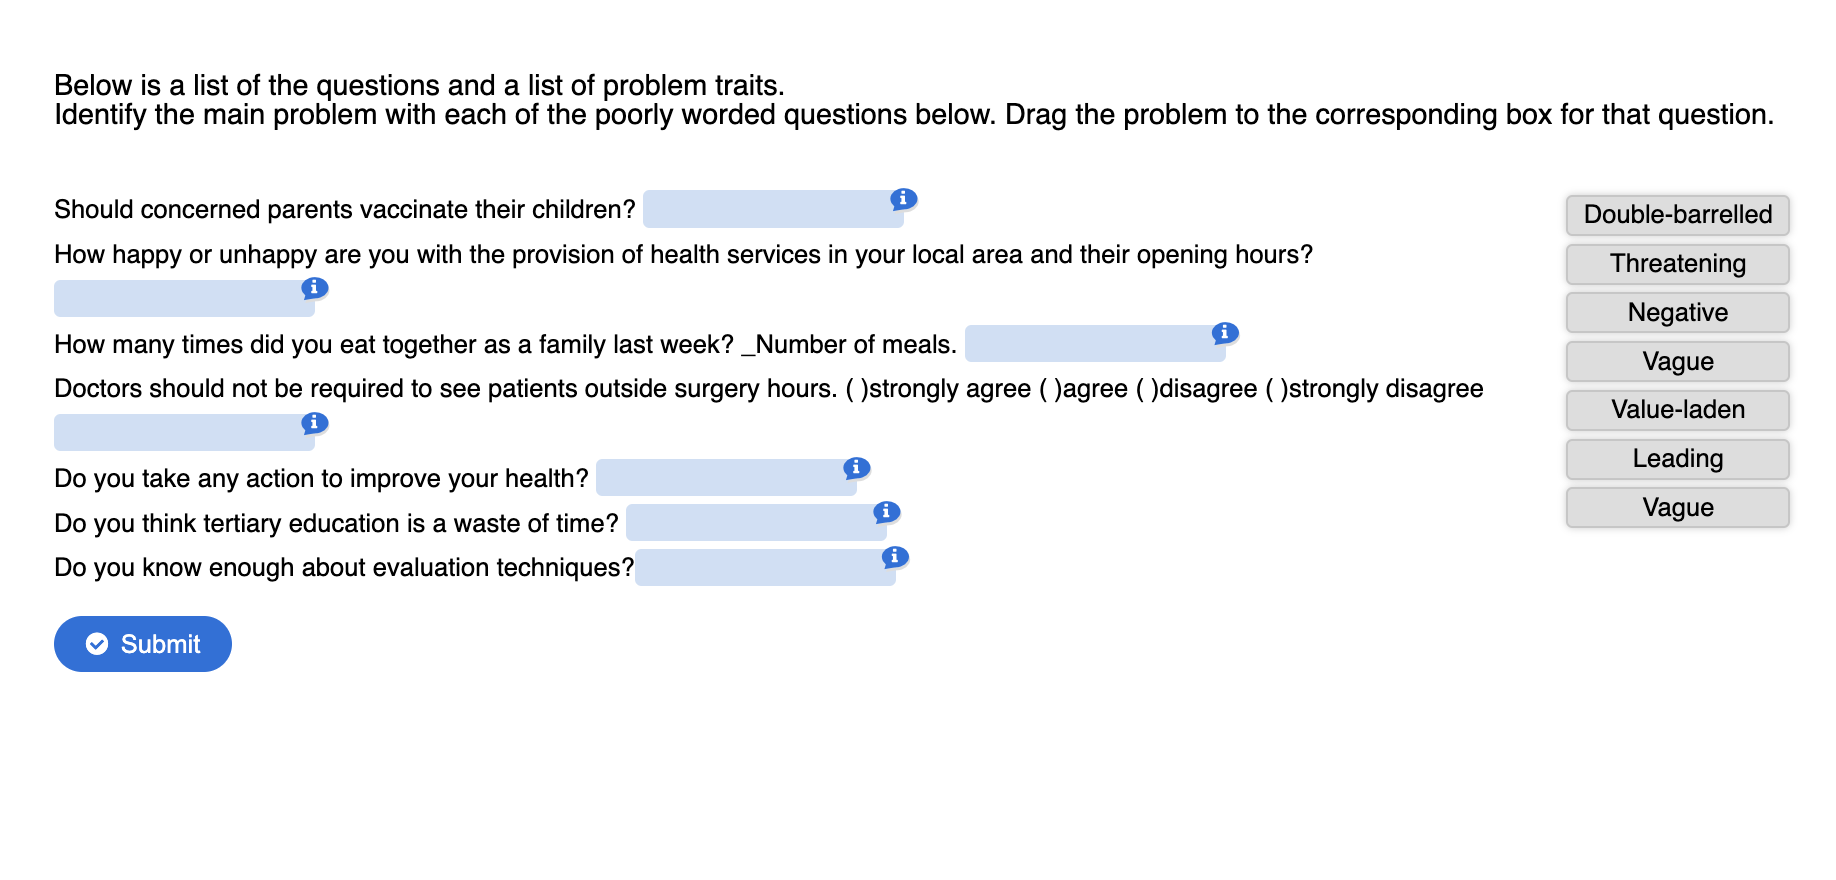 Below is a list of the questions and a list of problem traits.
Identify the main problem with each of the poorly worded questions below. Drag the problem to the corresponding box for that question.
Should concerned parents vaccinate their children?
How happy or unhappy are you with the provision of health services in your local area and their opening hours?
How many times did you eat together as a family last week? _Number of meals.
Doctors should not be required to see patients outside surgery hours. ( )strongly agree ( )agree ( )disagree ( )strongly disagree
Do you take any action to improve your health?
Do you think tertiary education is a waste of time?
Do you know enough about evaluation techniques?
Submit
Double-barrelled
Threatening
Negative
Vague
Value-laden
Leading
Vague